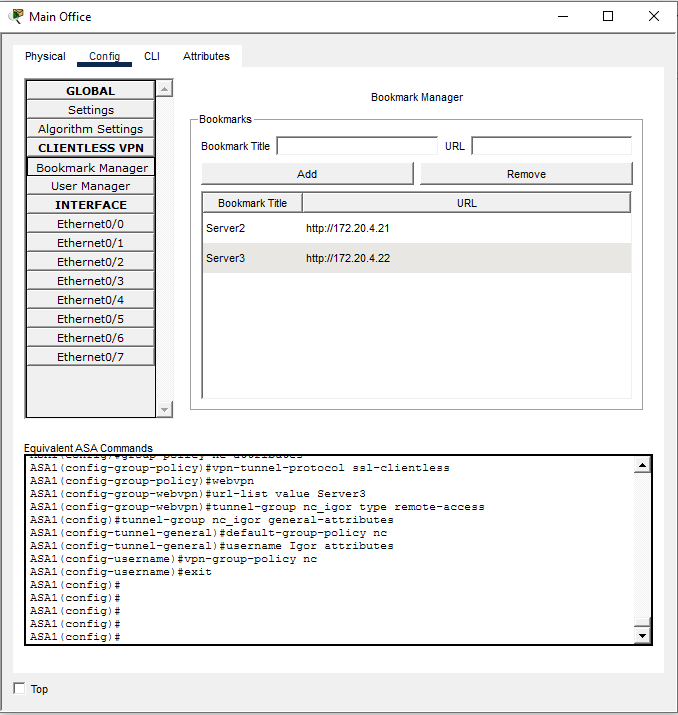 Main Office
Physical Config CLI Attributes
GLOBAL
Settings
Algorithm Settings
CLIENTLESS VPN
Bookmark Manager
User Manager
INTERFACE
Ethernet0/0
Ethernet0/1
Ethernet0/2
Ethernet0/3
Ethernet0/4
Ethernet0/5
Ethernet0/6
Ethernet0/7
Bookmark Manager
Bookmarks
Bookmark Title URL
Add Remove
Bookmark Title URL
Server2 http://172.20.4.21
Server3 http://172.20.4.22
Equivalent ASA Commands
ASA1(config)#group-policy nc attributes
ASA1(config-group-policy)#vpn-tunnel-protocol ssl-clientless
ASA1(config-group-policy)#webvpn
ASA1(config-group-webvpn)#url-list value Server3
ASA1(config-group-webvpn)#tunnel-group nc_igor type remote-access
ASA1(config)#tunnel-group nc_igor general-attributes
ASA1(config-tunnel-general)#default-group-policy nc
ASA1(config-tunnel-general)#username Igor attributes
ASA1(config-username)#vpn-group-policy nc
ASA1(config-username)#exit
ASA1(config)#
ASA1(config)#
ASA1(config)#
ASA1(config)#
ASA1(config)#
Top